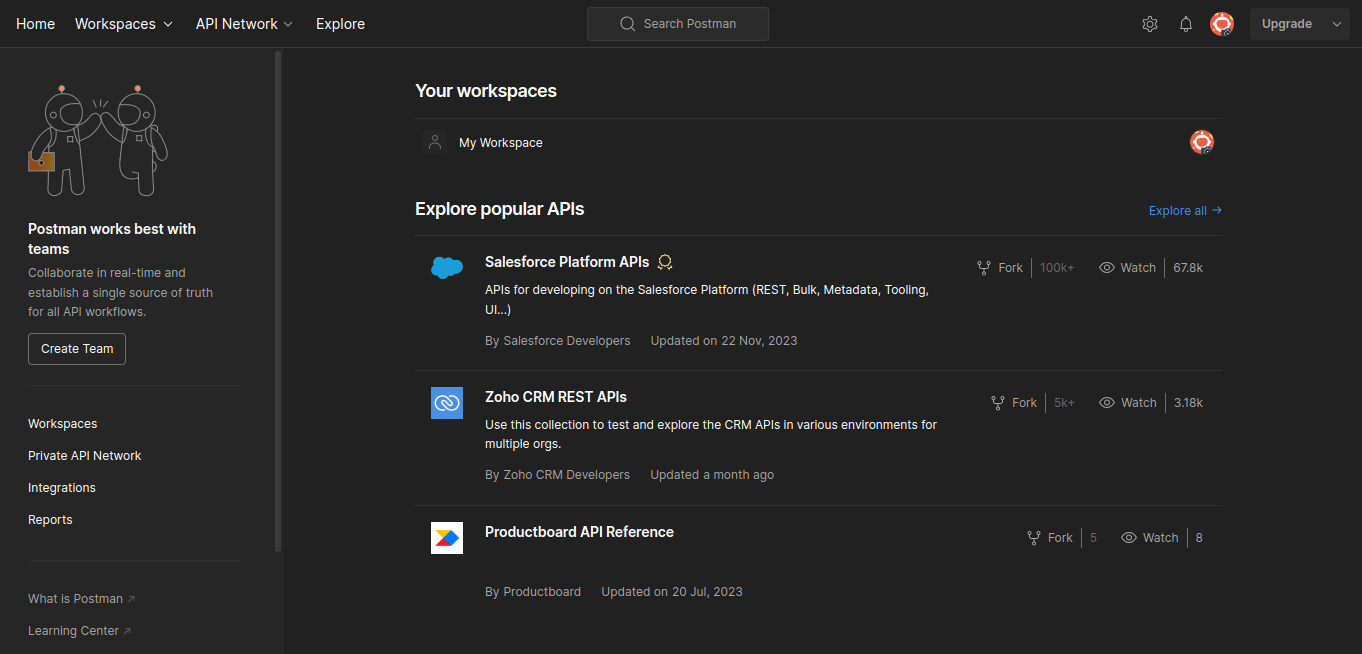 Home Workspaces API Network Explore Search Postman Upgrade
Postman works best with
teams
Collaborate in real-time and
establish a single source of truth
for all API workflows.
Create Team
Workspaces
Private API Network
Integrations
Reports
What is Postman
Learning Center
Your workspaces
My Workspace
Explore popular APIs Explore all →
Salesforce Platform APIs Fork 100k+ Watch 67.8k
APIs for developing on the Salesforce Platform (REST, Bulk, Metadata, Tooling,
UI...)
By Salesforce Developers Updated on 22 Nov, 2023
Zoho CRM REST APIs Fork 5k+ Watch 3.18k
Use this collection to test and explore the CRM APIs in various environments for
multiple orgs.
By Zoho CRM Developers Updated a month ago
Productboard API Reference Fork 5 Watch 8
By Productboard Updated on 20 Jul, 2023